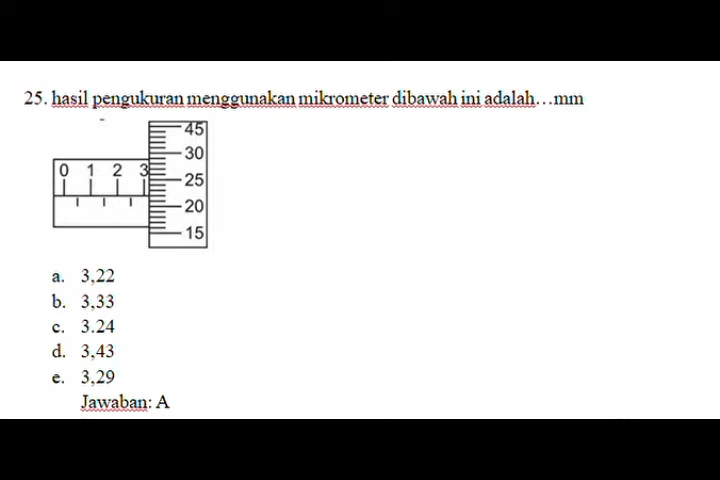 25. hasil pengukuran menggunakan mikrometer dibawah ini adalah…mm
45
30
0 1 2 3
25
20
15
a. 3,22
b. 3,33
c. 3.24
d. 3,43
e. 3,29
Jawaban: A